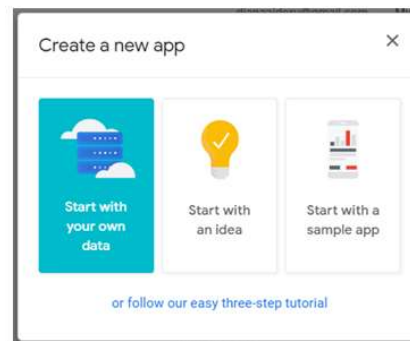 Create a new app
Start with
your own
data
Start with
an idea
Start with a
sample app
or follow our easy three-step tutorial